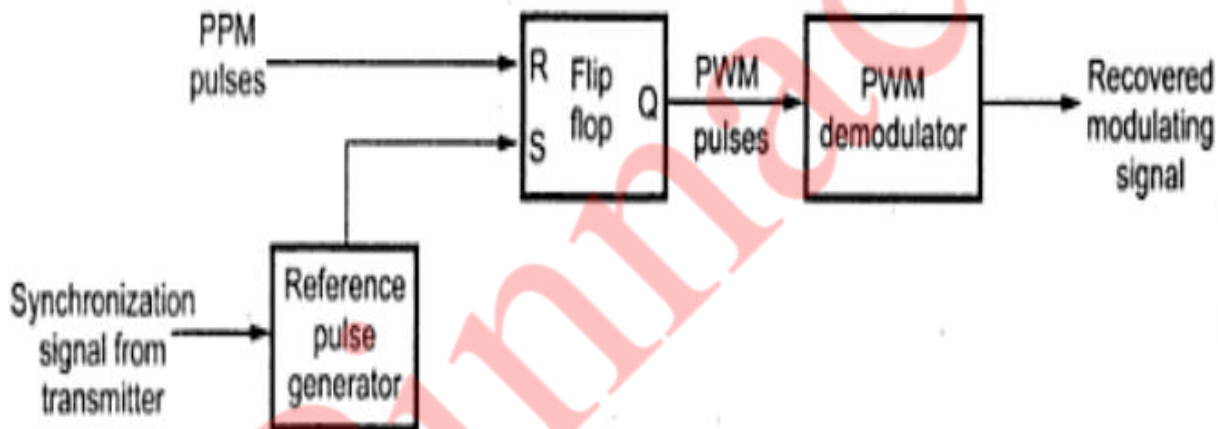 PPM
pulses
R
Flip
flop
S
Q
PWM
pulses
PWM
demodulator
Recovered
modulating
signal
Synchronization
signal from
transmitter
Reference
pulse
generator